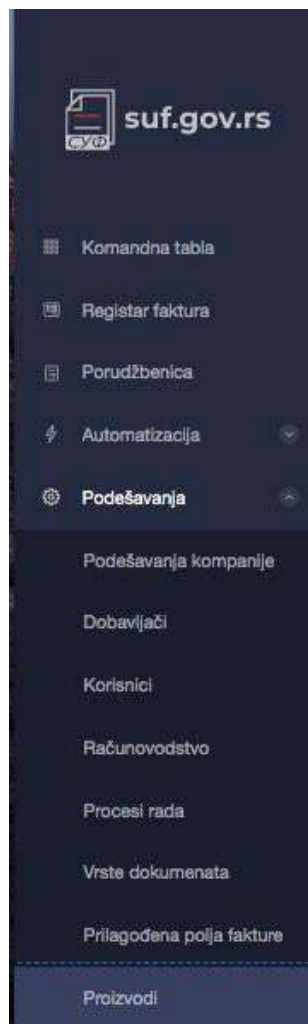 СУФ
suf.gov.rs
Komandna tabla
Registar faktura
Porudžbenica
Automatizacija
Podešavanja
Podešavanja kompanije
Dobavljači
Korisnici
Računovodstvo
Procesi rada
Vrste dokumenata
Prilagođena polja fakture
Proizvodi